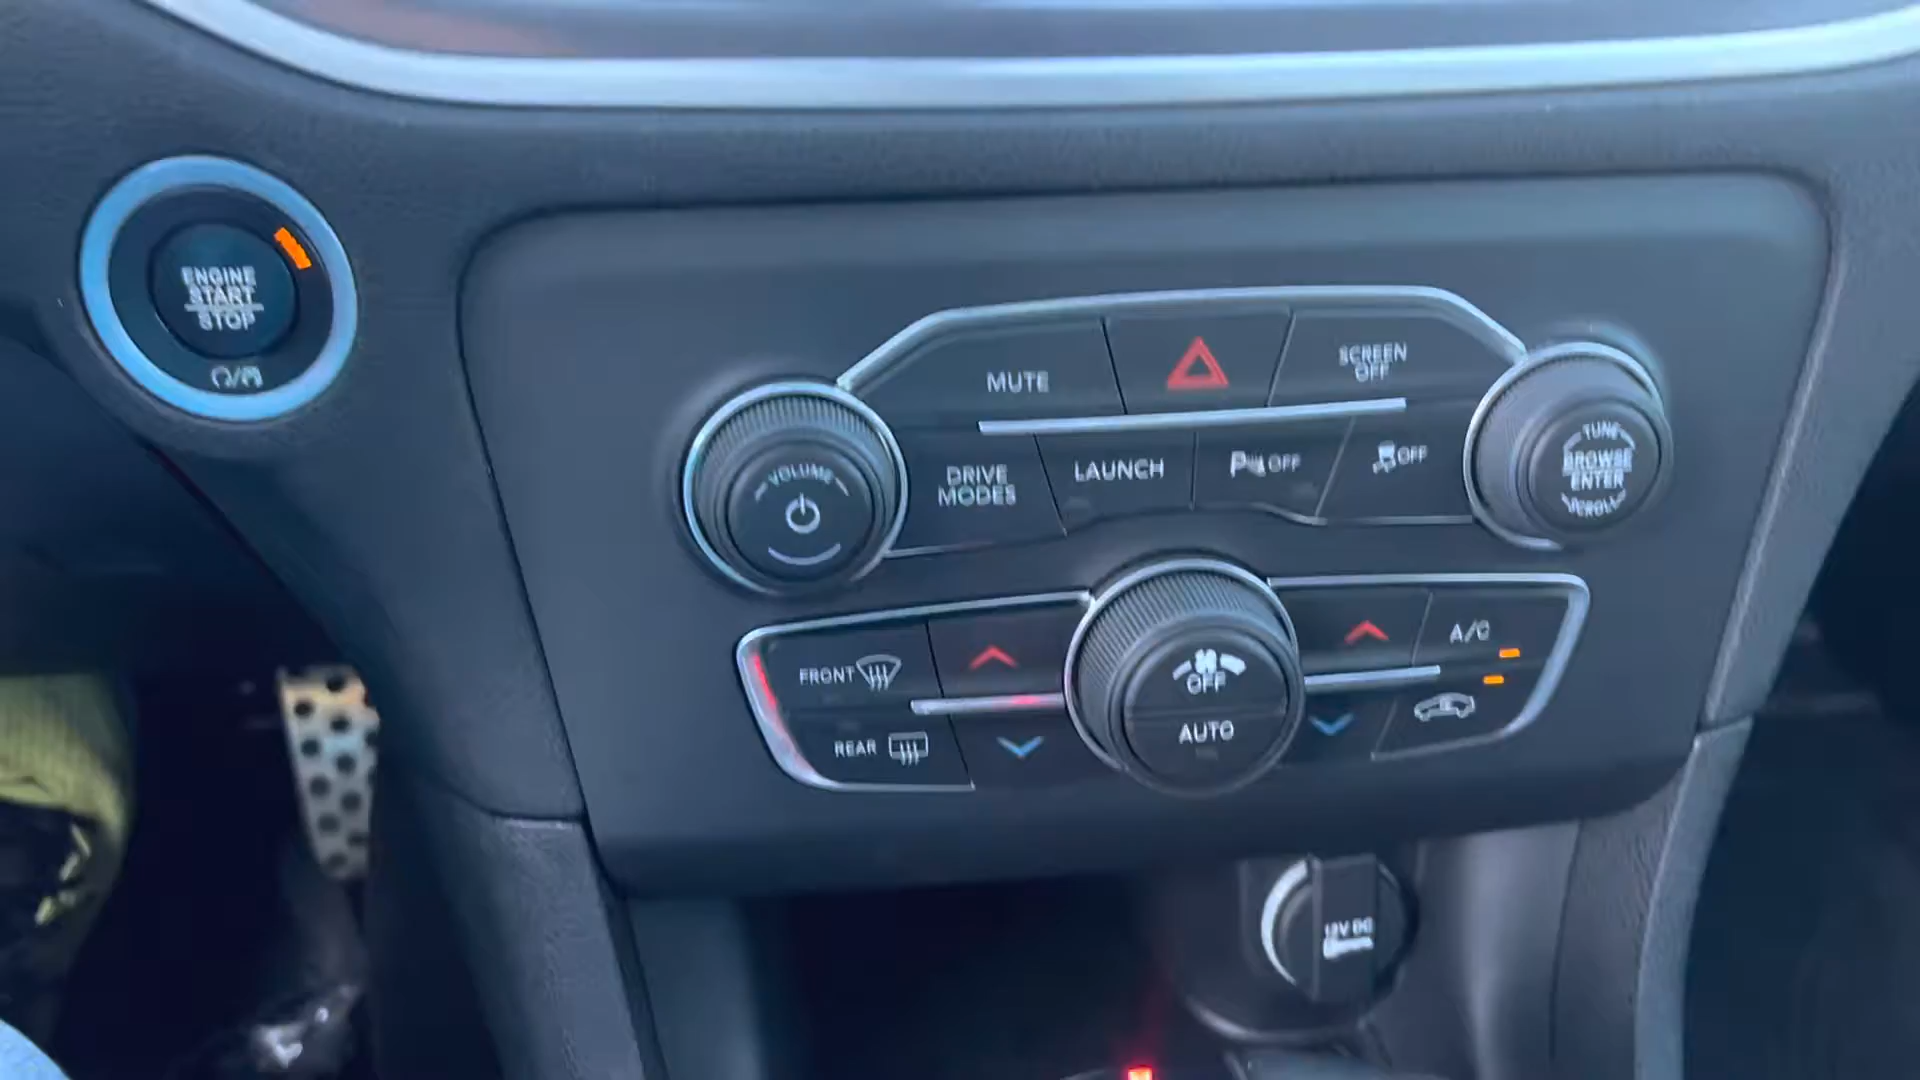 ENGINE
START
STOP
MUTE
SCREEN
OFF
VOLUME
DRIVE
MODES
LAUNCH
P OFF
OFF
TUNE
BROWSE
ENTER
SCROLL
FRONT
A/C
OFF
AUTO
REAR
12V DC